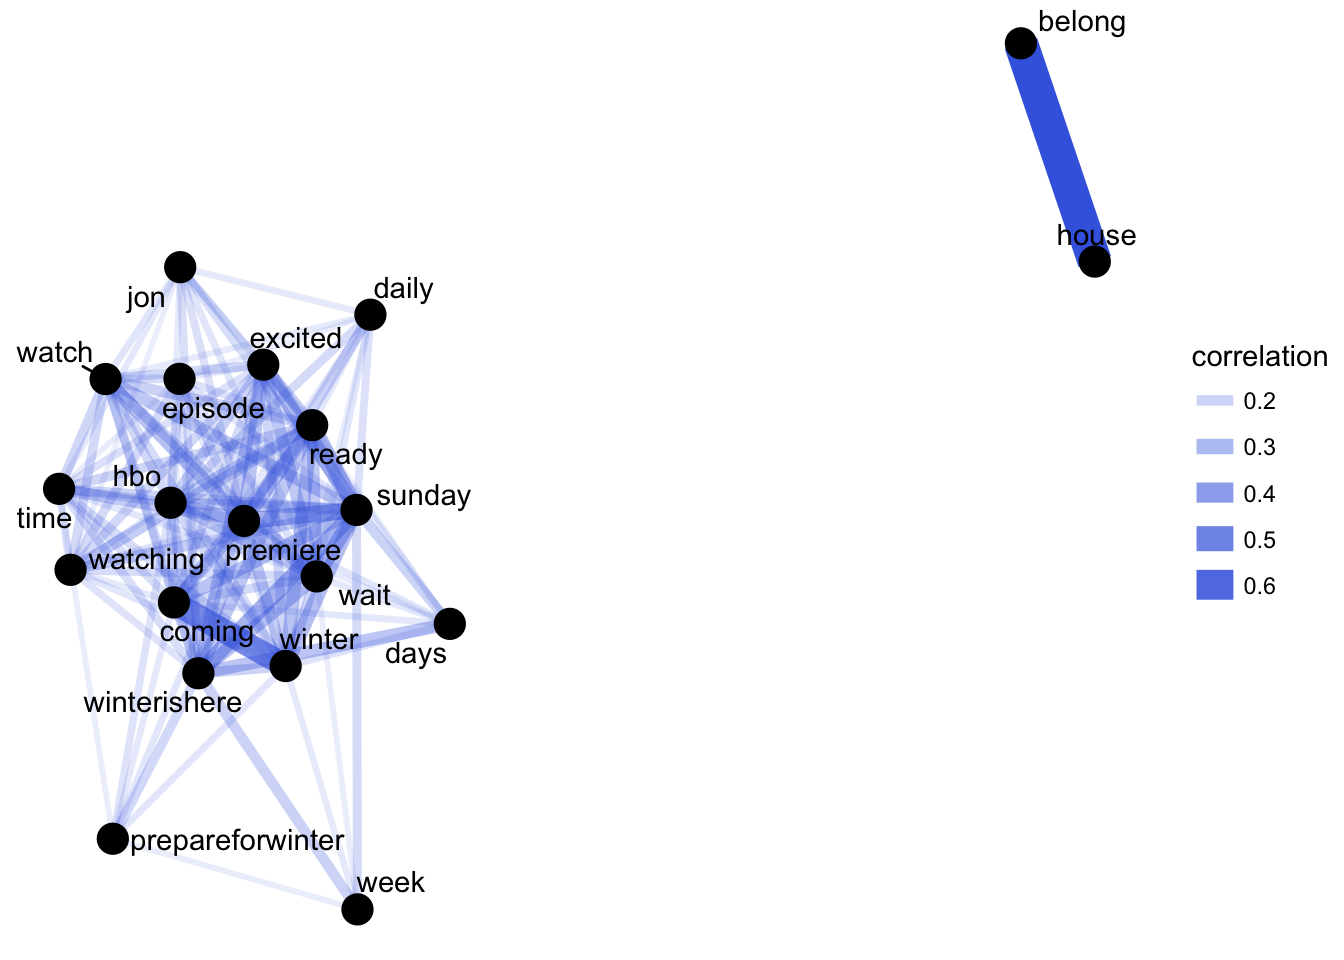 belong
house
jon
daily
excited
watch
episode
ready
hbo
sunday
time
premiere
watching
wait
coming
winter
days
winterishere
prepareforwinter
week
correlation
0.2
0.3
0.4
0.5
0.6